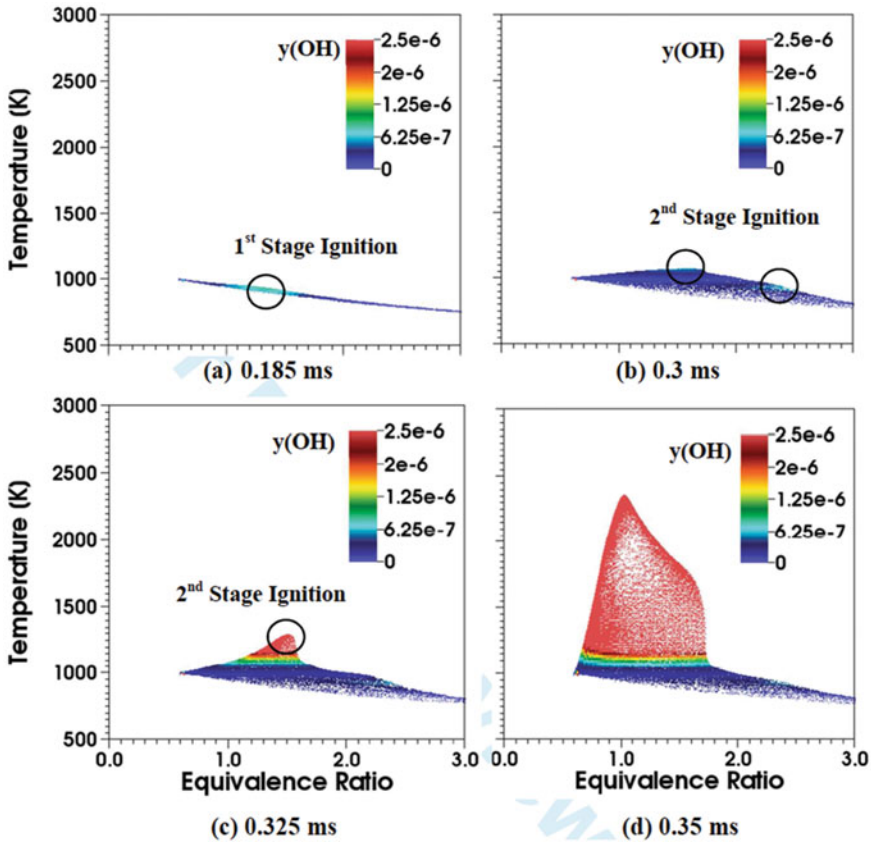 3000
2500
2000
1500
1000
500
Temperature (K)
y(OH)
2.5e-6
2e-6
1.25e-6
6.25e-7
0
1st Stage Ignition
(a) 0.185 ms
y(OH)
2.5e-6
2e-6
1.25e-6
6.25e-7
0
2nd Stage Ignition
(b) 0.3 ms
3000
2500
2000
1500
1000
500
Temperature (K)
y(OH)
2.5e-6
2e-6
1.25e-6
6.25e-7
0
2nd Stage Ignition
0.0 1.0 2.0 3.0
Equivalence Ratio
(c) 0.325 ms
y(OH)
2.5e-6
2e-6
1.25e-6
6.25e-7
0
0.0 1.0 2.0 3.0
Equivalence Ratio
(d) 0.35 ms